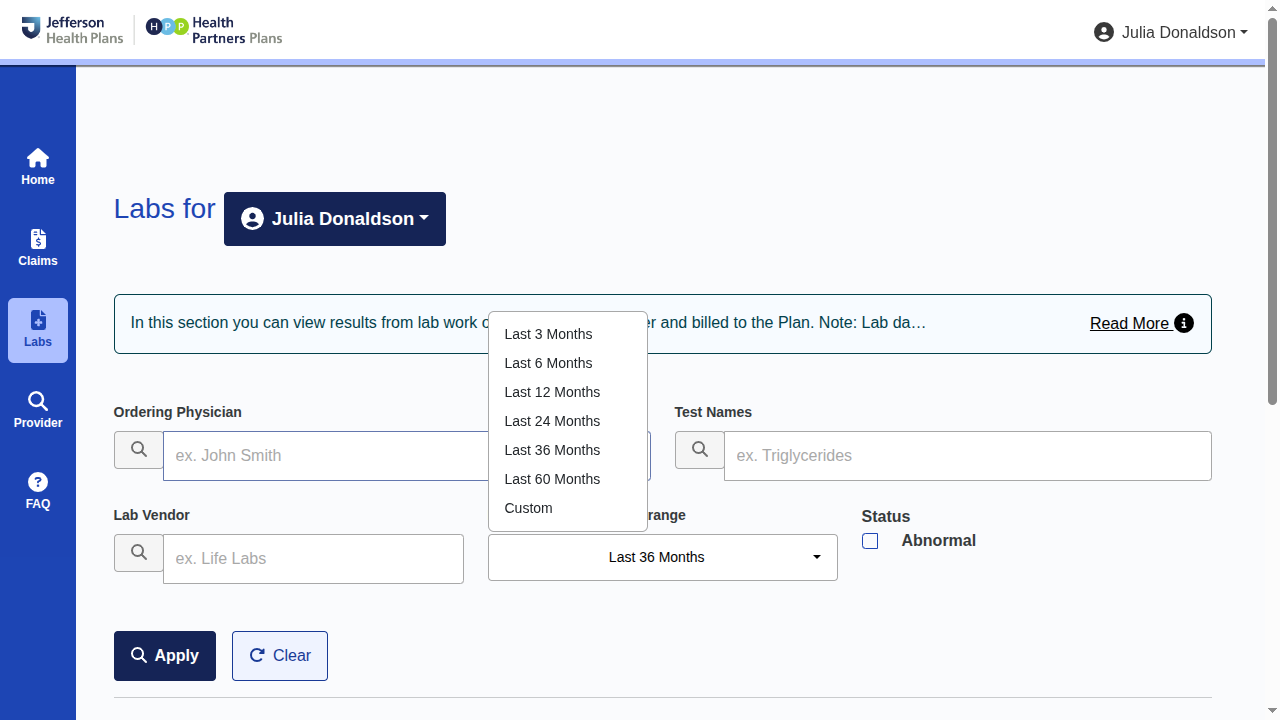 Jefferson
Health Plans
HPP
Health
Partners Plans
Julia Donaldson
Home
Claims
Labs
Provider
FAQ
Labs for
Julia Donaldson
In this section you can view results from lab work o
er and billed to the Plan. Note: Lab da…
Read More
Last 3 Months
Last 6 Months
Last 12 Months
Last 24 Months
Last 36 Months
Last 60 Months
Custom
Ordering Physician
ex. John Smith
Test Names
ex. Triglycerides
Lab Vendor
ex. Life Labs
range
Last 36 Months
Status
Abnormal
Apply
Clear